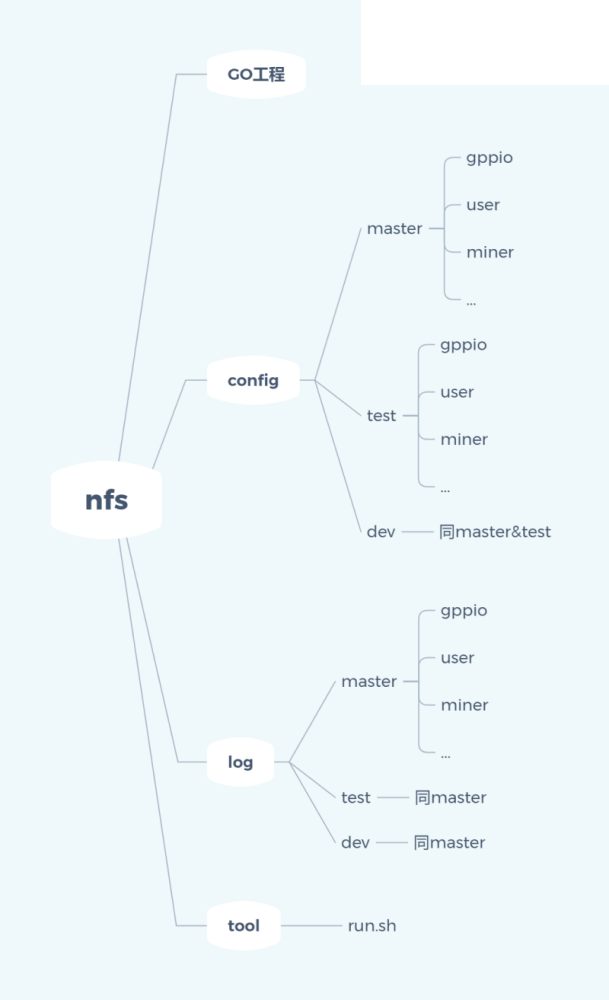 GO工程
gppio
user
master
miner
...
gppio
config
user
test
miner
...
nfs
dev
同master&test
gppio
user
master
miner
...
log
test
同master
dev
同master
tool
run.sh